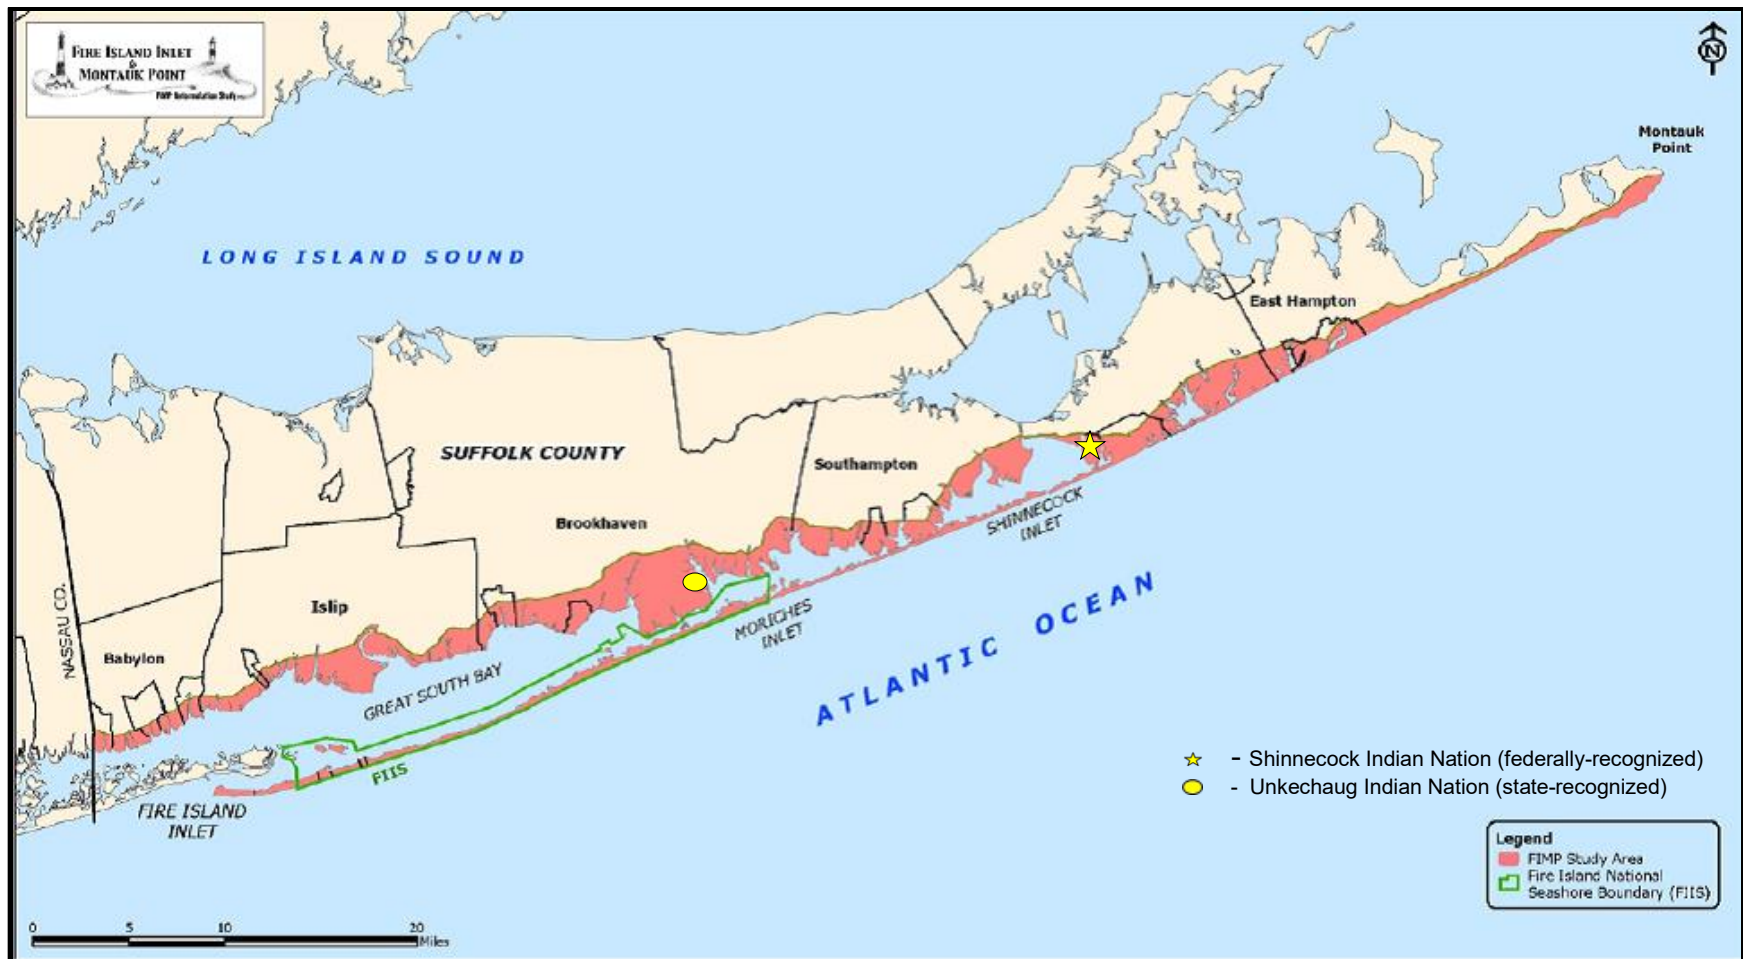 FIRE ISLAND INLET
&
MONTAUK POINT
FIMP Reformulation Study
N
Montauk
Point
LONG ISLAND SOUND
East Hampton
SUFFOLK COUNTY
Southampton
Brookhaven
SHINNECOCK
INLET
NASSAU CO.
Islip
MORICHES
INLET
ATLANTIC OCEAN
Babylon
GREAT SOUTH BAY
FIIS
FIRE ISLAND
INLET
- Shinnecock Indian Nation (federally-recognized)
- Unkechaug Indian Nation (state-recognized)
Legend
FIMP Study Area
Fire Island National
Seashore Boundary (FIIS)
0 5 10 20
Miles